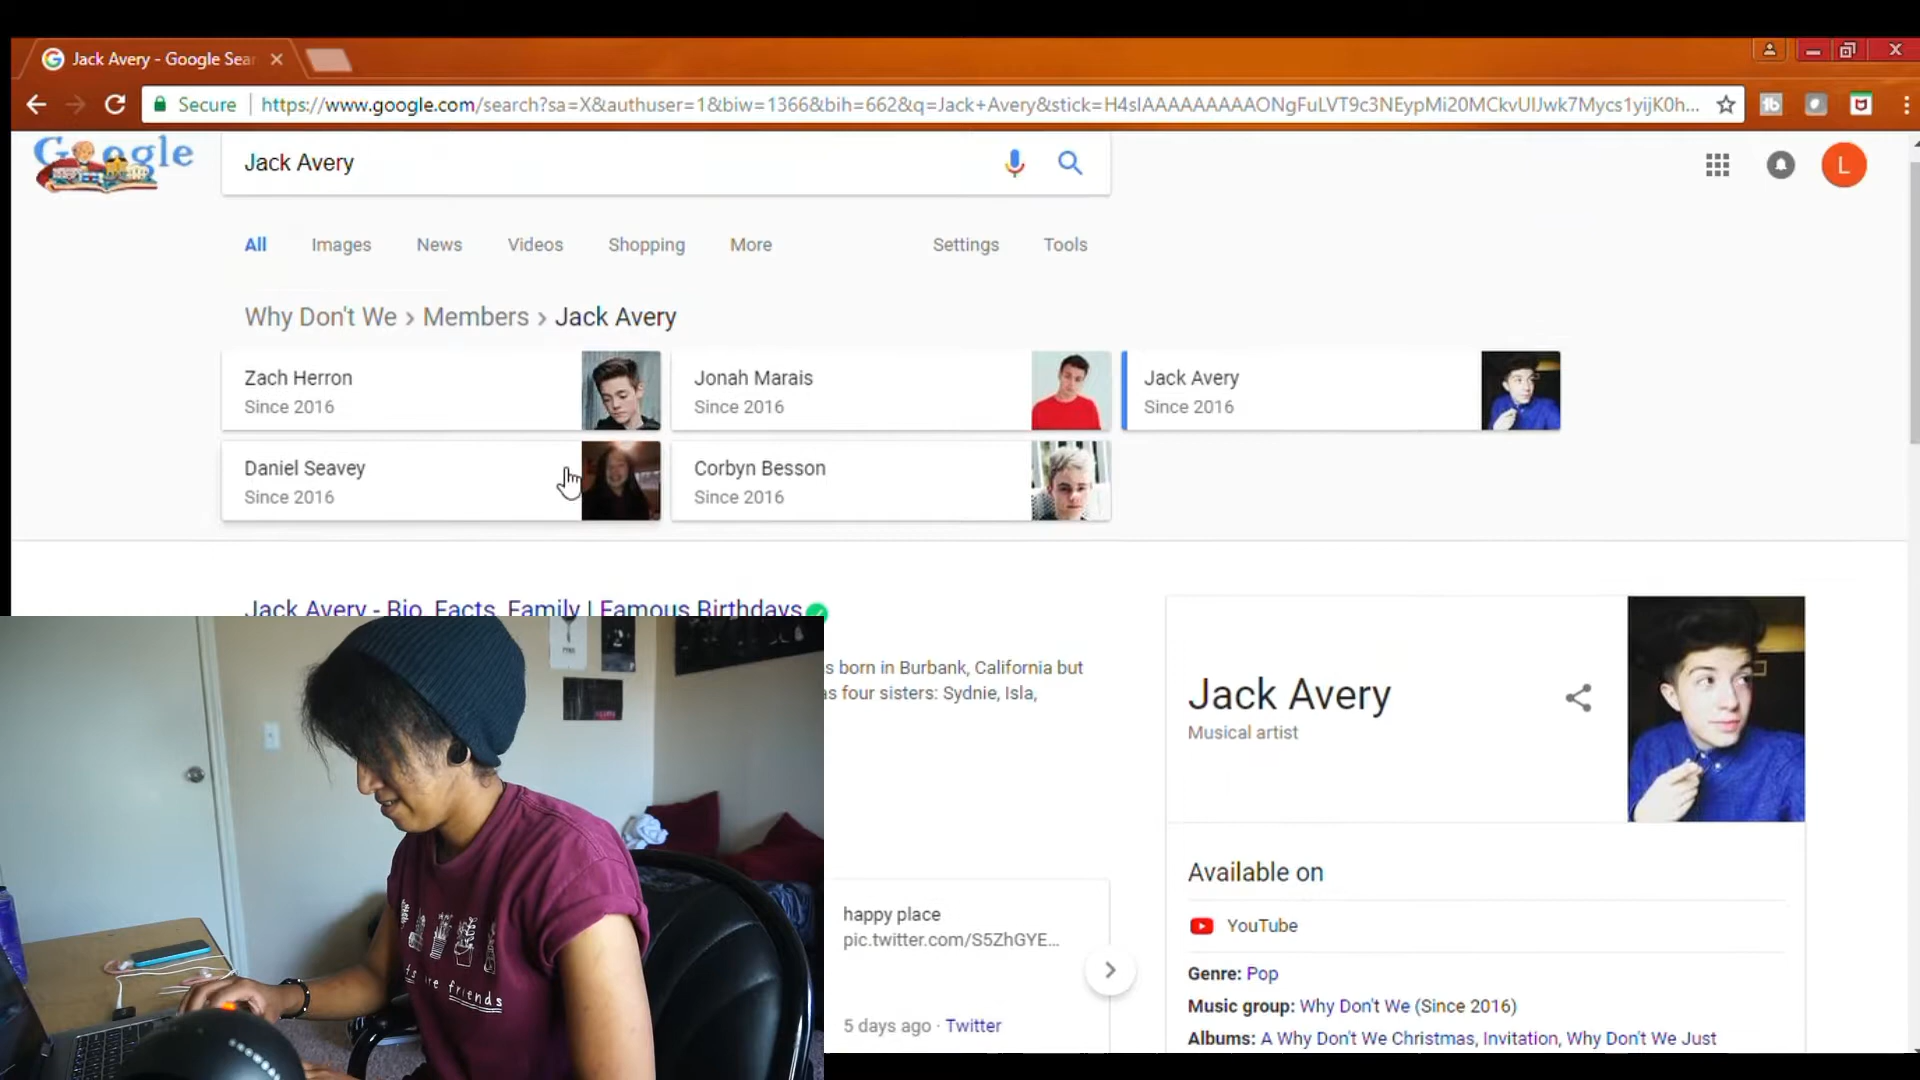 Jack Avery - Google Sear
Secure https://www.google.com/search?sa=X&authuser=1&biw=1366&bih=662&q=Jack+Avery&stick=H4sIAAAAAAAAAONgFuLVT9c3NEypMi20MCkvUIJwk7Mycs1yijK0h...
Google
Jack Avery
L
All Images News Videos Shopping More Settings Tools
Why Don't We › Members › Jack Avery
Zach Herron
Since 2016
Jonah Marais
Since 2016
Jack Avery
Since 2016
Daniel Seavey
Since 2016
Corbyn Besson
Since 2016
Jack Avery - Bio, Facts, Family | Famous Birthdays
s born in Burbank, California but
as four sisters: Sydnie, Isla,
Jack Avery
Musical artist
Available on
YouTube
happy place
pic.twitter.com/S5ZhGYE...
5 days ago · Twitter
Genre: Pop
Music group: Why Don't We (Since 2016)
Albums: A Why Don't We Christmas, Invitation, Why Don't We Just
friends